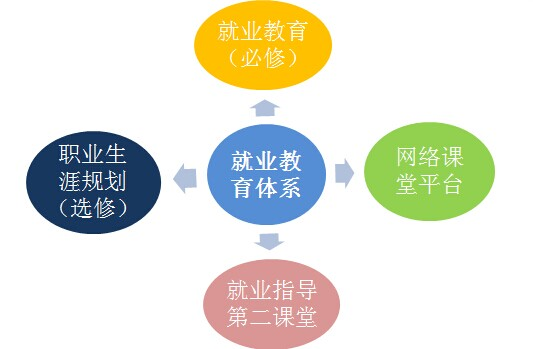 就业教育
（必修）
职业生
涯规划
（选修）
就业教
育体系
网络课
堂平台
就业指导
第二课堂